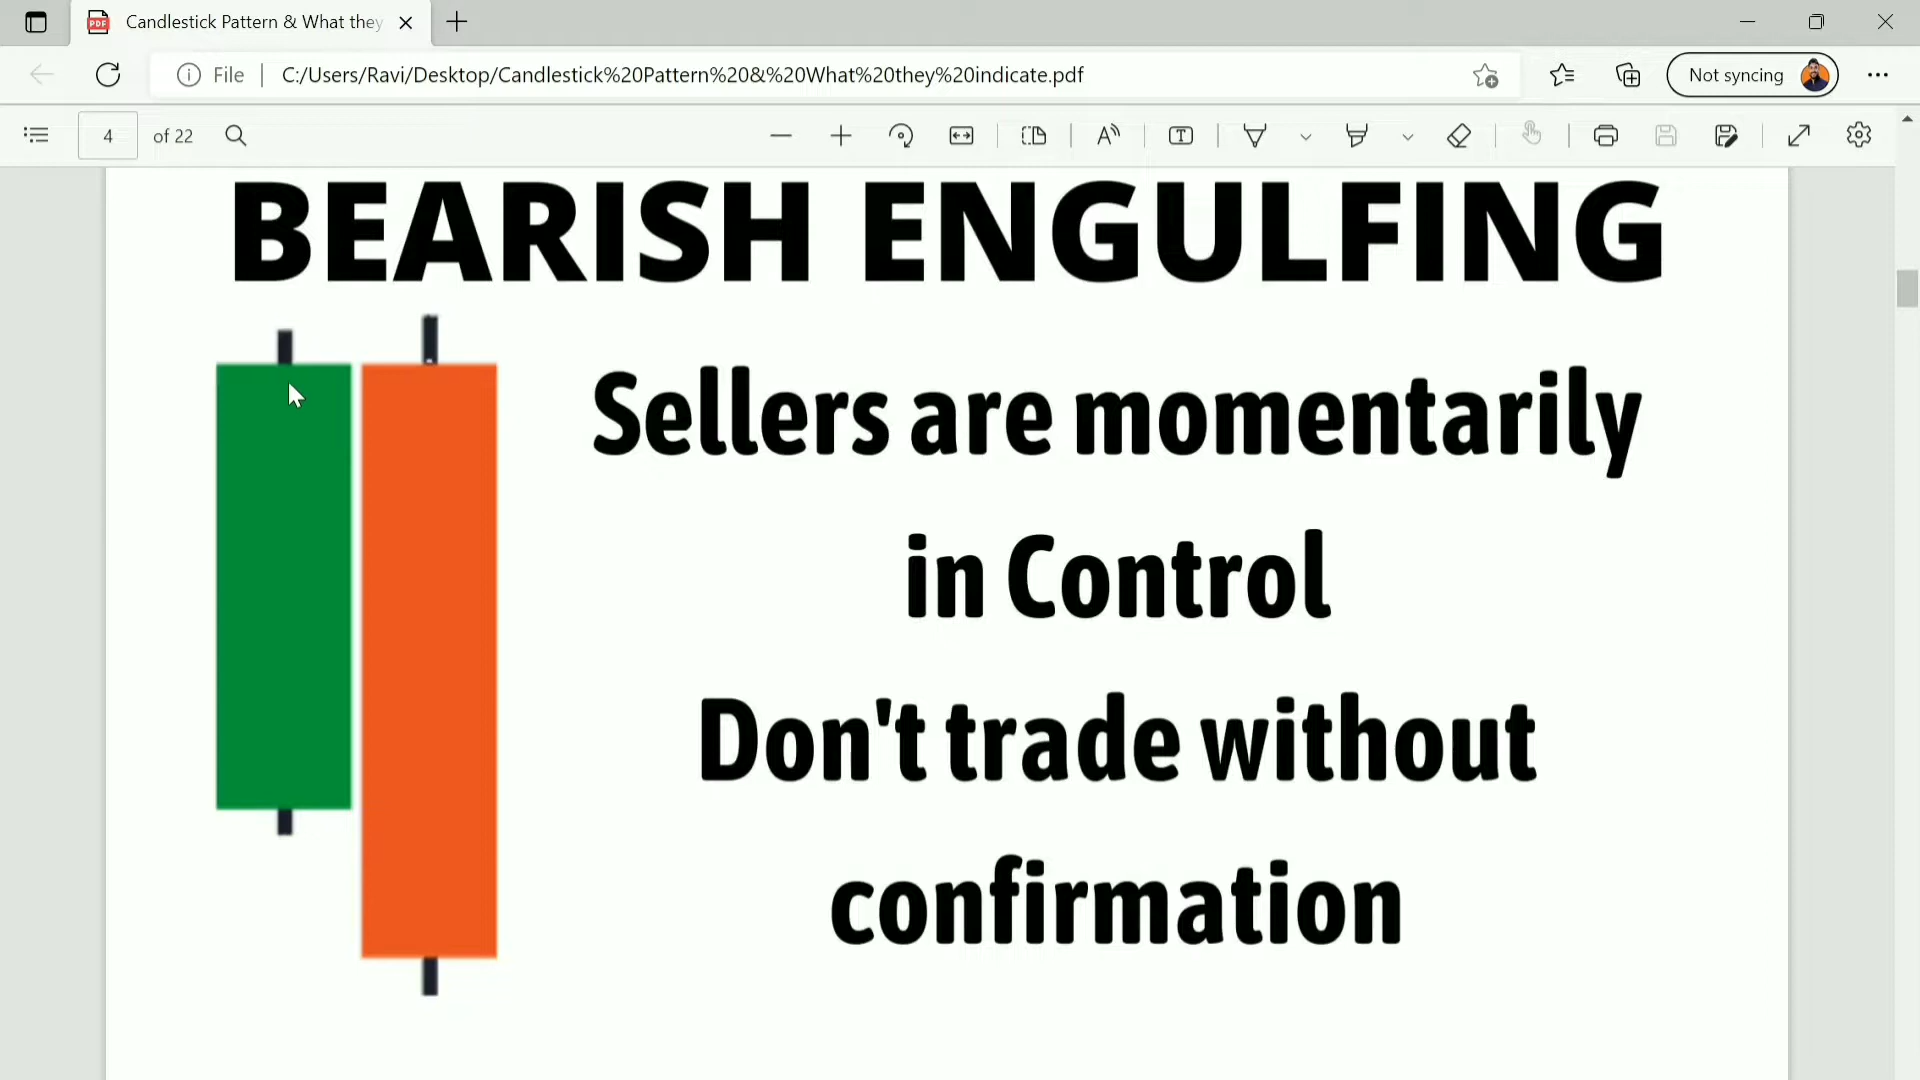 Candlestick Pattern & What they
File
C:/Users/Ravi/Desktop/Candlestick%20Pattern%20&%20What%20they%20indicate.pdf
Not syncing
4 of 22
BEARISH ENGULFING
Sellers are momentarily
in Control
Don't trade without
confirmation